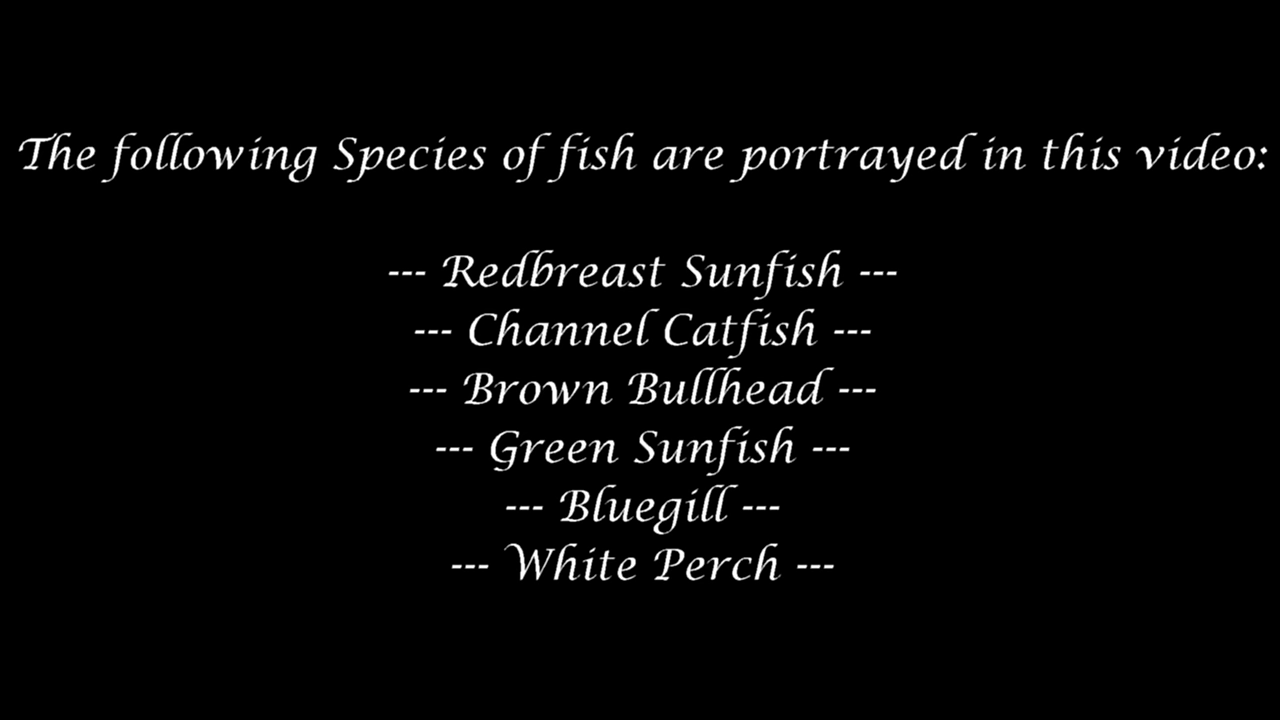 The following Species of fish are portrayed in this video:
--- Redbreast Sunfish ---
--- Channel Catfish ---
--- Brown Bullhead ---
--- Green Sunfish ---
--- Bluegill ---
--- White Perch ---